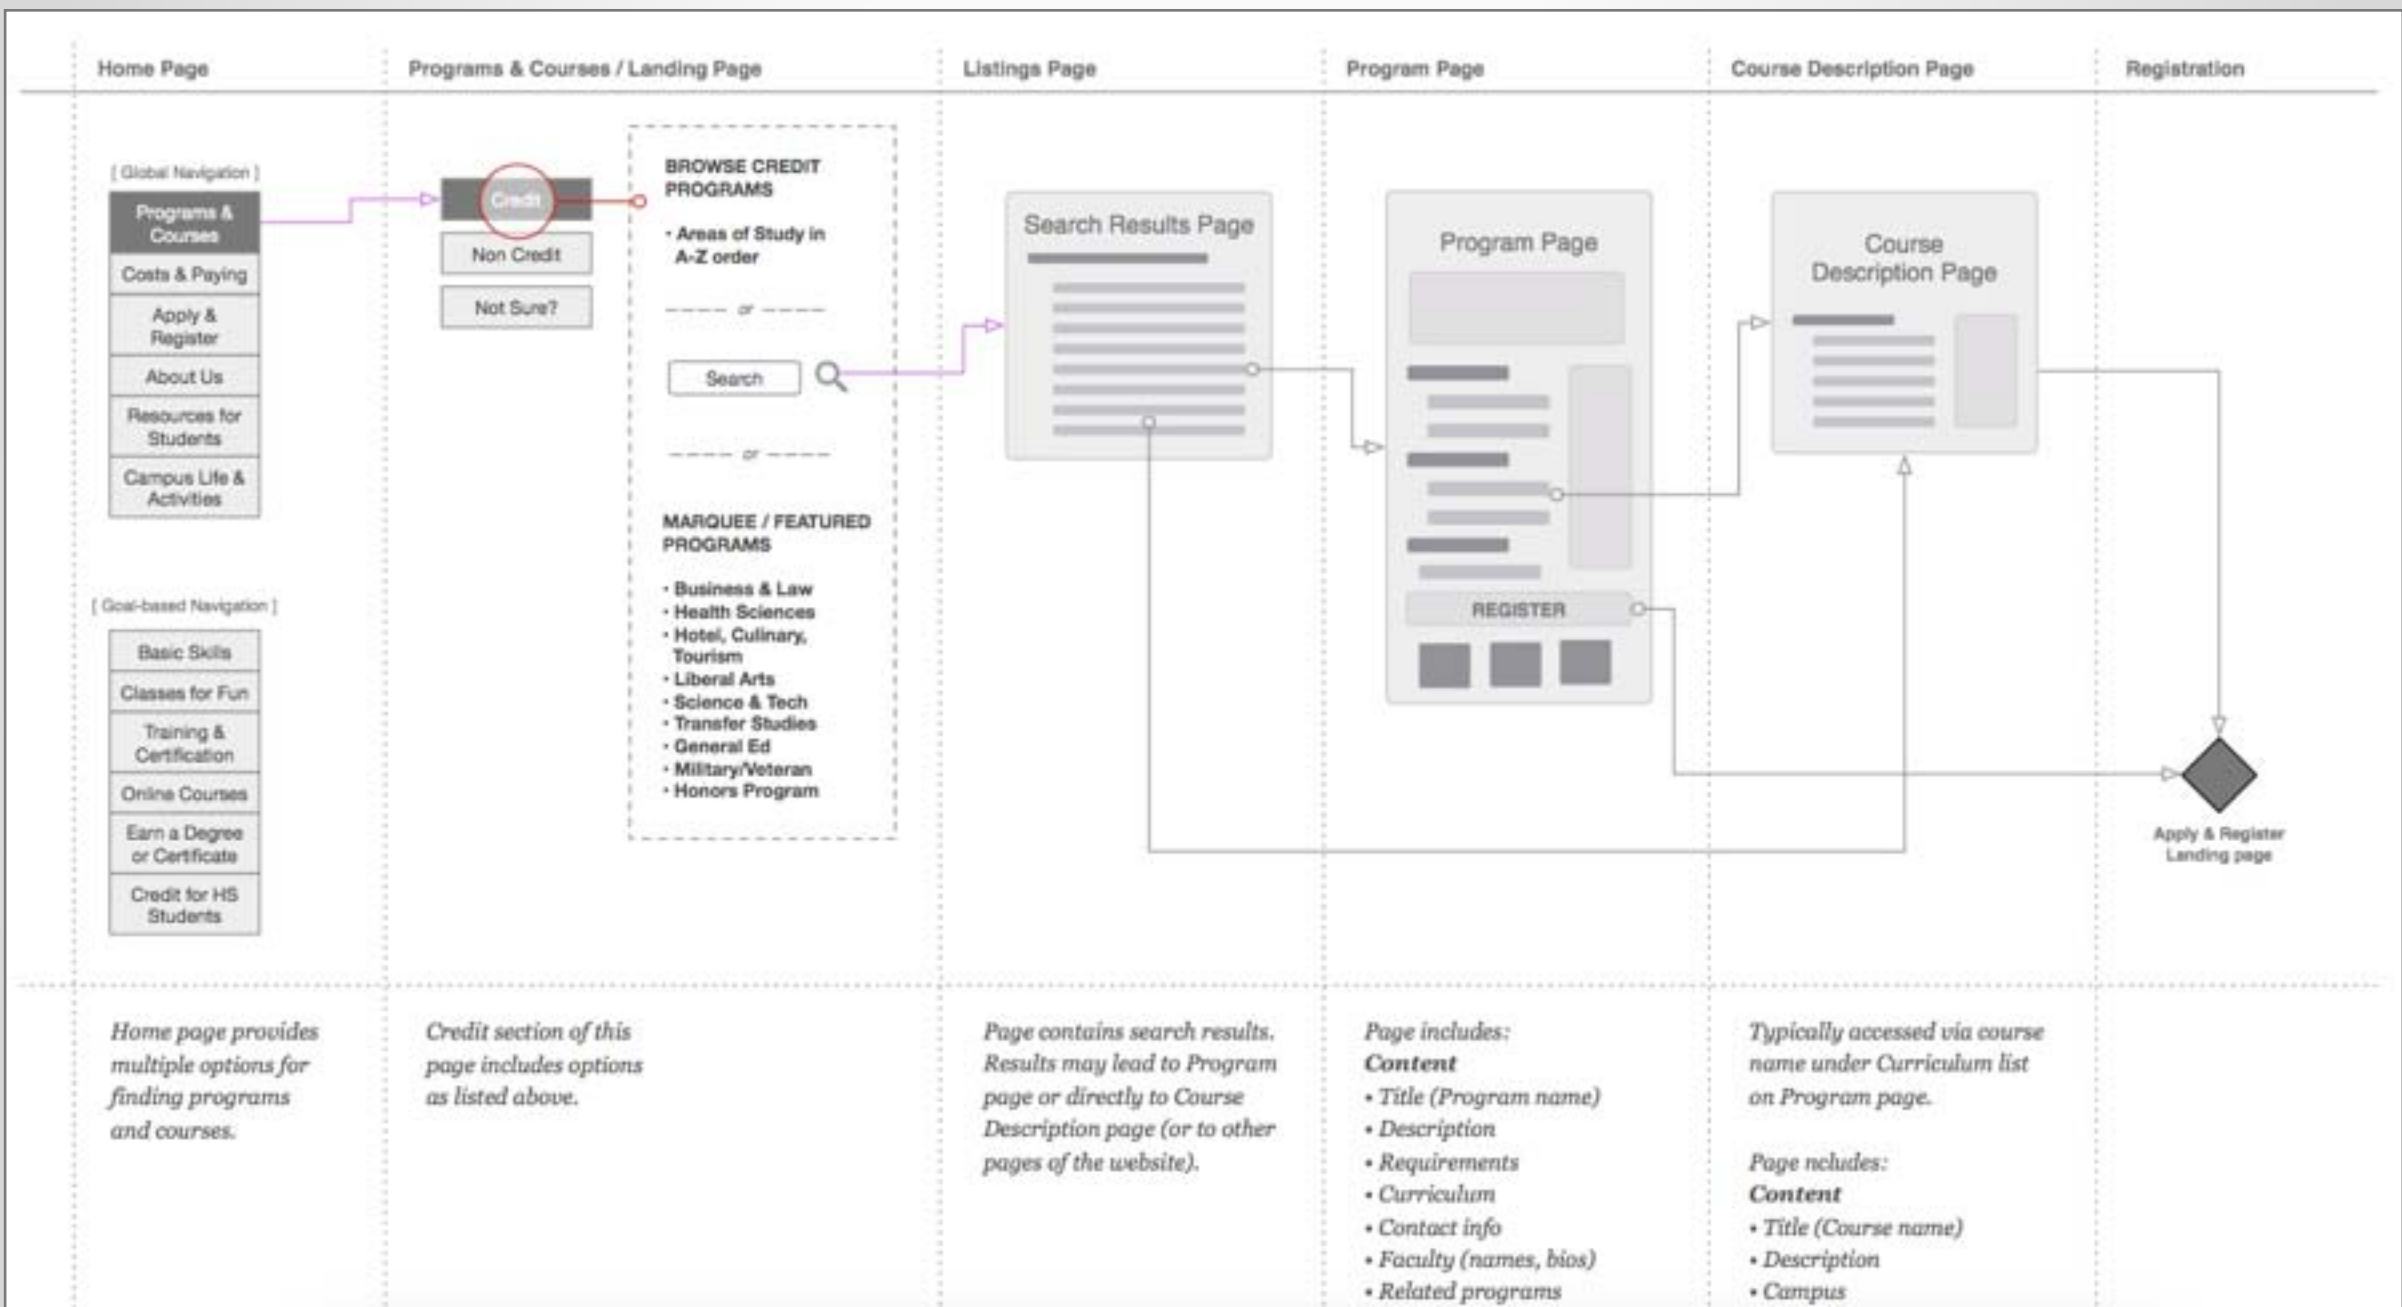 Home Page
Programs & Courses / Landing Page
Listings Page
Program Page
Course Description Page
Registration
[ Global Navigation ]
Programs &
Courses
Costs & Paying
Apply &
Register
About Us
Resources for
Students
Campus Life &
Activities
[ Goal-based Navigation ]
Basic Skills
Classes for Fun
Training &
Certification
Online Courses
Earn a Degree
or Certificate
Credit for HS
Students
Credit
Non Credit
Not Sure?
BROWSE CREDIT
PROGRAMS
• Areas of Study in
A-Z order
---- or ----
Search
---- or ----
MARQUEE / FEATURED
PROGRAMS
• Business & Law
• Health Sciences
• Hotel, Culinary,
Tourism
• Liberal Arts
• Science & Tech
• Transfer Studies
• General Ed
• Military/Veteran
• Honors Program
Search Results Page
Program Page
REGISTER
Course
Description Page
Apply & Register
Landing page
Home page provides
multiple options for
finding programs
and courses.
Credit section of this
page includes options
as listed above.
Page contains search results.
Results may lead to Program
page or directly to Course
Description page (or to other
pages of the website).
Page includes:
Content
• Title (Program name)
• Description
• Requirements
• Curriculum
• Contact info
• Faculty (names, bios)
• Related programs
Typically accessed via course
name under Curriculum list
on Program page.
Page ncludes:
Content
• Title (Course name)
• Description
• Campus